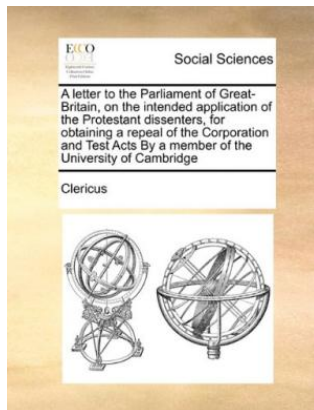 ECCO
Social Sciences
A letter to the Parliament of Great-
Britain, on the intended application of
the Protestant dissenters, for
obtaining a repeal of the Corporation
and Test Acts By a member of the
University of Cambridge
Clericus